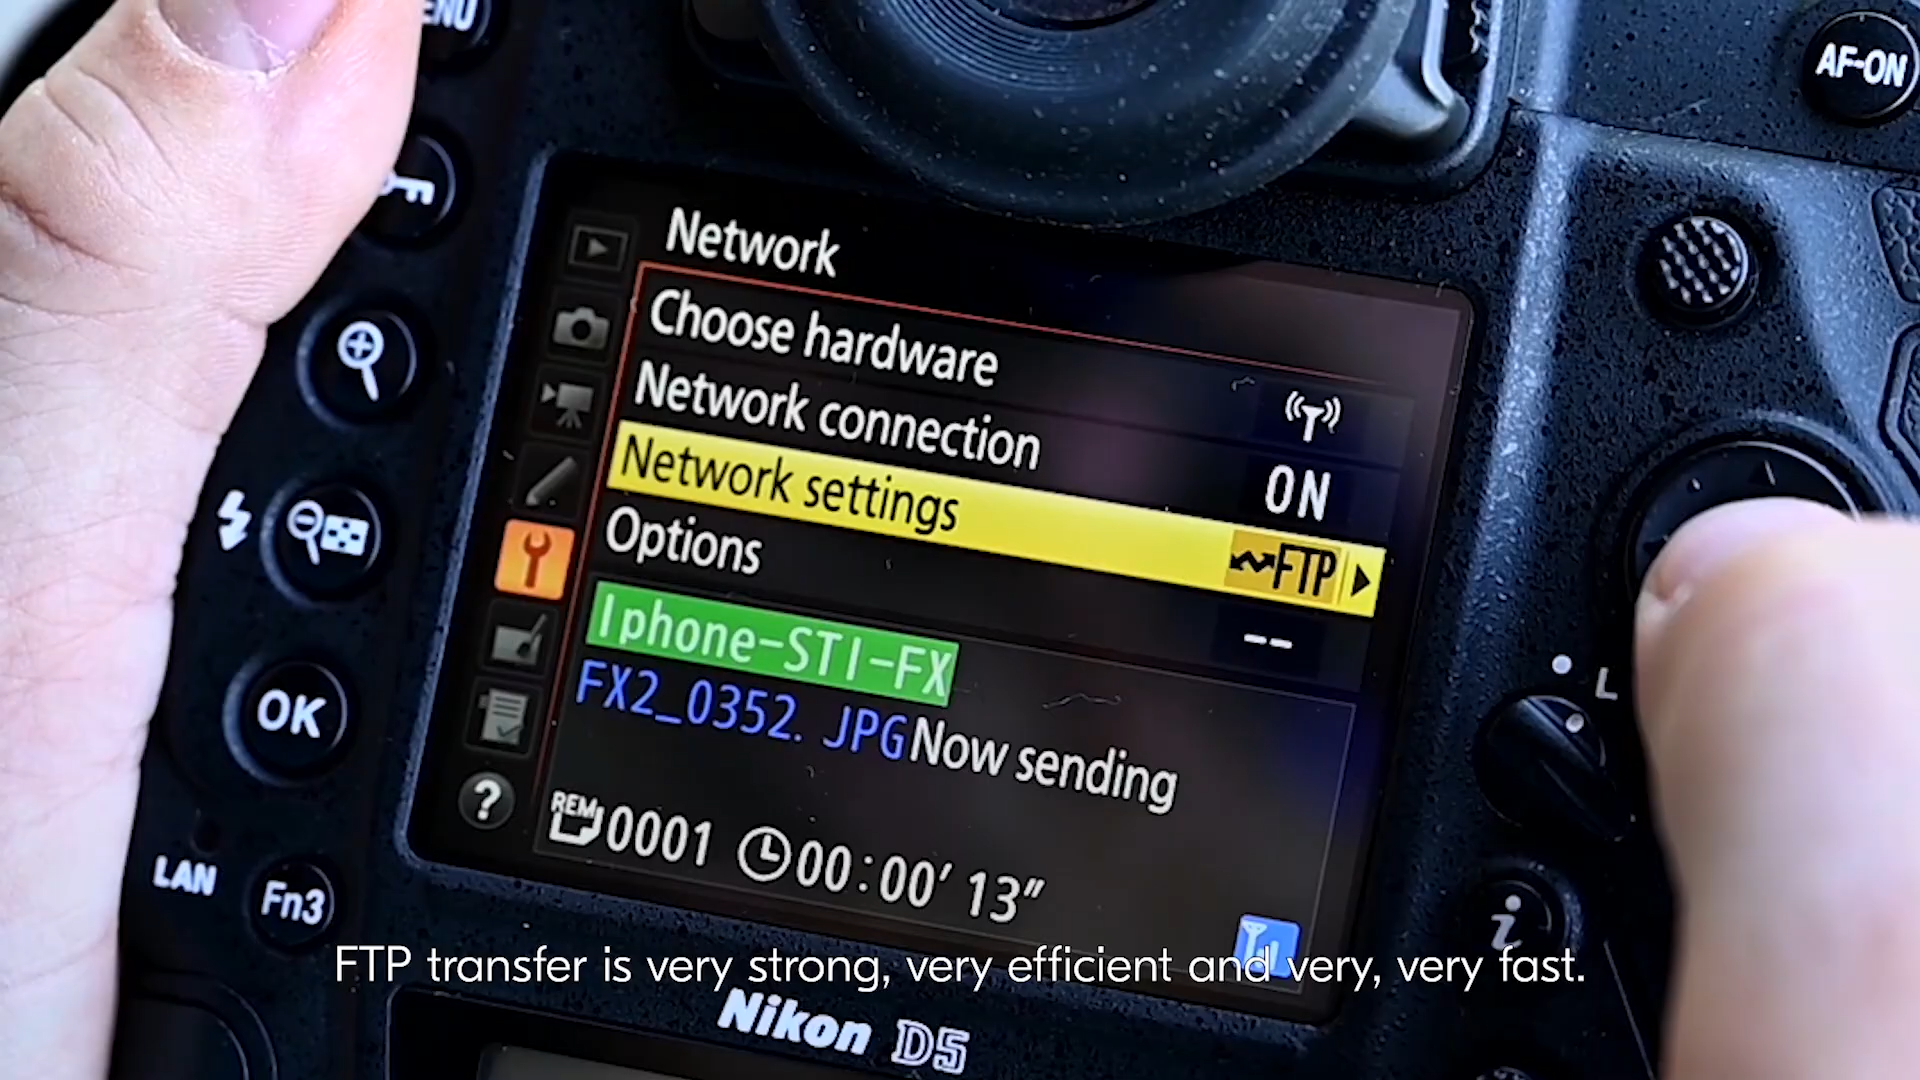 ENU
AF-ON
Network
Choose hardware
Network connection
ON
Network settings
FTP
Options
--
Iphone-STI-FX
FX2_0352. JPG Now sending
REM 0001 00:00' 13"
?
OK
L
LAN
Fn3
i
FTP transfer is very strong, very efficient and very, very fast.
Nikon D5